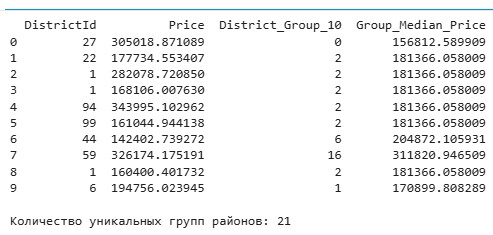 DistrictId Price District_Group_10 Group_Median_Price
0 27 305018.871089 0 156812.589909
1 22 177734.553407 2 181366.058009
2 1 282078.720850 2 181366.058009
3 1 168106.007630 2 181366.058009
4 94 343995.102962 2 181366.058009
5 99 161044.944138 2 181366.058009
6 44 142402.739272 6 204872.105931
7 59 326174.175191 16 311820.946509
8 1 160400.401732 2 181366.058009
9 6 194756.023945 1 170899.808289
Количество уникальных групп районов: 21